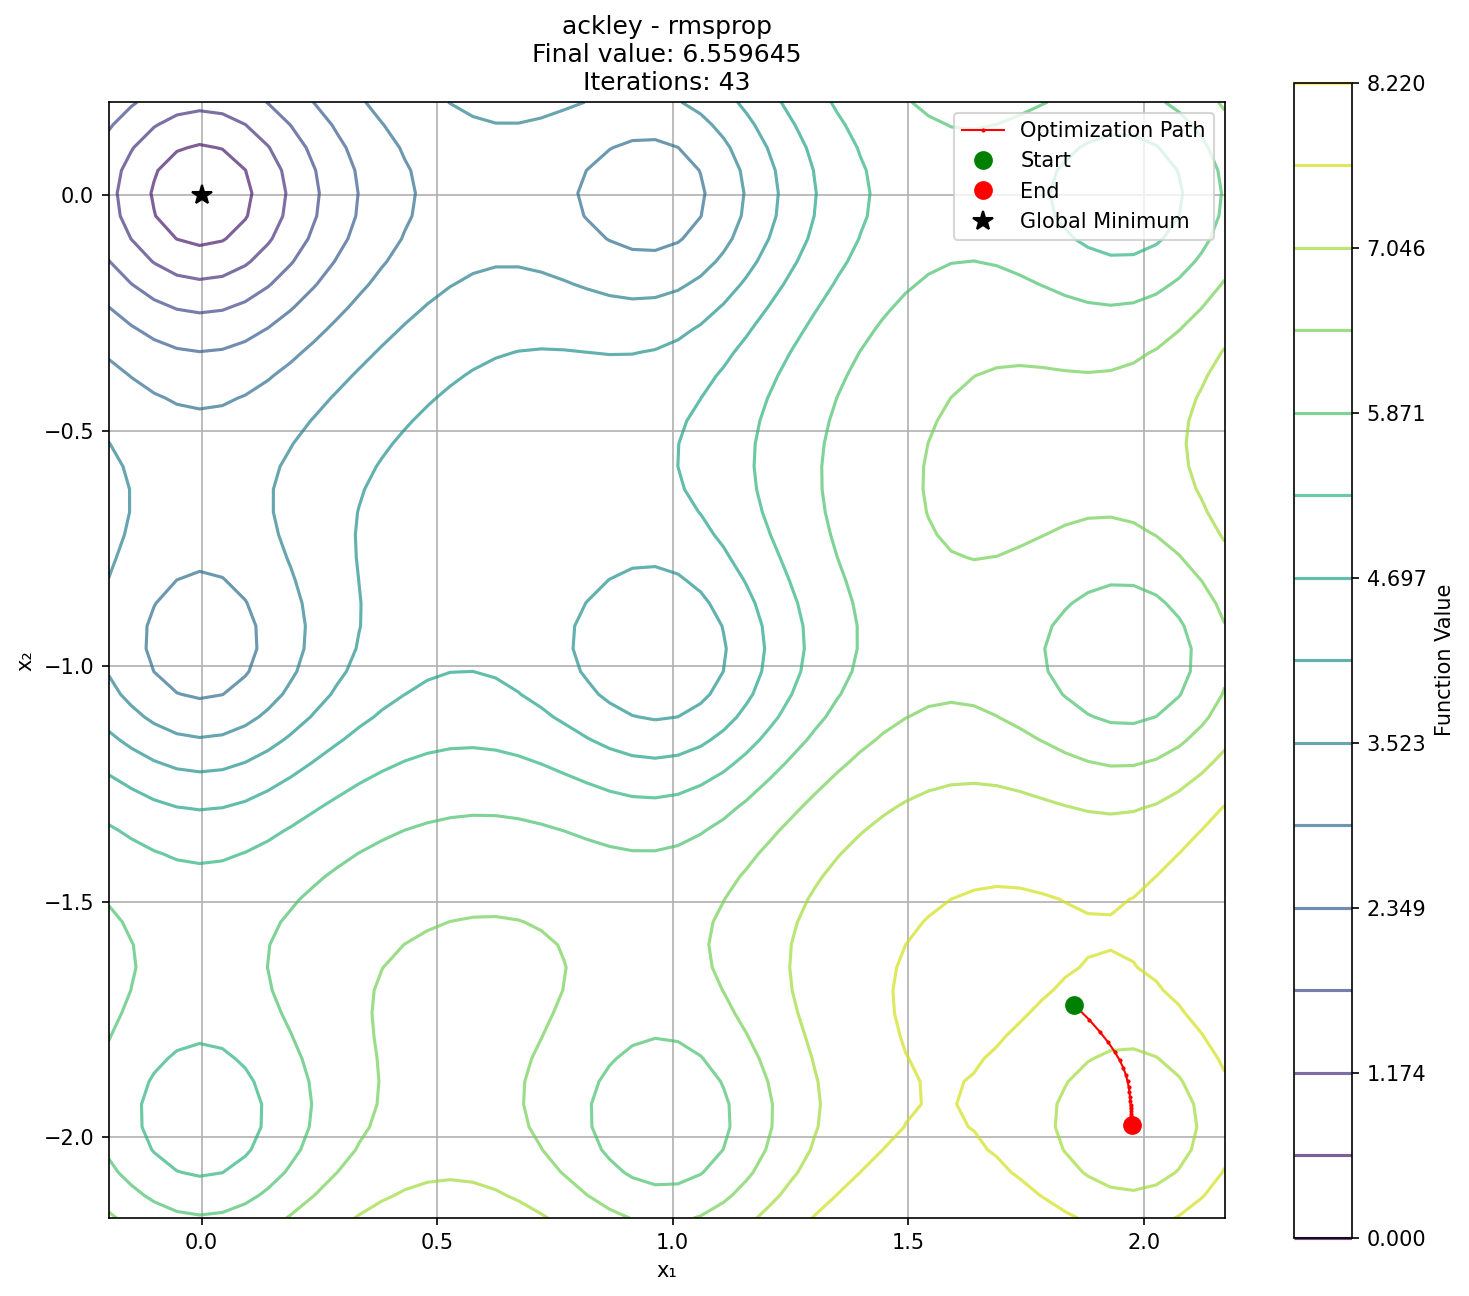 ackley - rmsprop
Final value: 6.559645
Iterations: 43
Optimization Path
Start
End
Global Minimum
0.0
−0.5
−1.0
−1.5
−2.0
x₂
0.0
0.5
1.0
1.5
2.0
x₁
8.220
7.046
5.871
4.697
3.523
2.349
1.174
0.000
Function Value